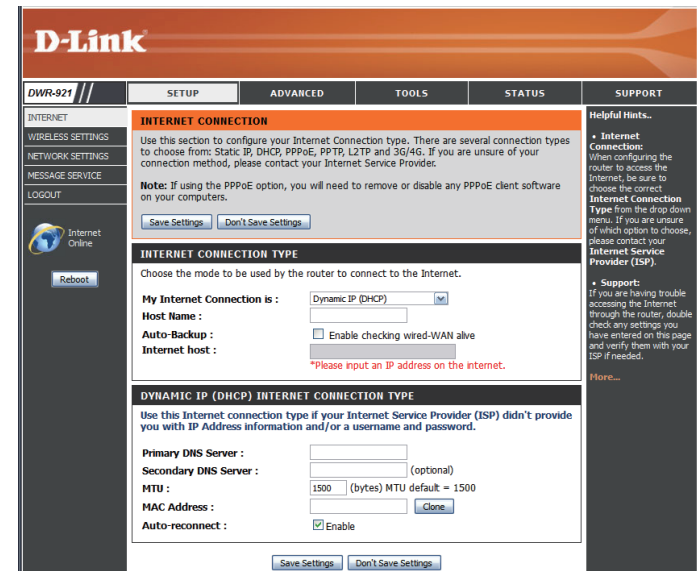 D-Link
DWR-921
SETUP
ADVANCED
TOOLS
STATUS
SUPPORT
INTERNET
WIRELESS SETTINGS
NETWORK SETTINGS
MESSAGE SERVICE
LOGOUT
Internet
Online
Reboot
INTERNET CONNECTION
Use this section to configure your Internet Connection type. There are several connection types
to choose from: Static IP, DHCP, PPPoE, PPTP, L2TP and 3G/4G. If you are unsure of your
connection method, please contact your Internet Service Provider.
Note: If using the PPPoE option, you will need to remove or disable any PPPoE client software
on your computers.
Save Settings Don't Save Settings
INTERNET CONNECTION TYPE
Choose the mode to be used by the router to connect to the Internet.
My Internet Connection is : Dynamic IP (DHCP)
Host Name :
Auto-Backup : Enable checking wired-WAN alive
Internet host :
*Please input an IP address on the internet.
DYNAMIC IP (DHCP) INTERNET CONNECTION TYPE
Use this Internet connection type if your Internet Service Provider (ISP) didn't provide
you with IP Address information and/or a username and password.
Primary DNS Server :
Secondary DNS Server : (optional)
MTU : 1500 (bytes) MTU default = 1500
MAC Address : Clone
Auto-reconnect : Enable
Save Settings Don't Save Settings
Helpful Hints..
• Internet
Connection:
When configuring the
router to access the
Internet, be sure to
choose the correct
Internet Connection
Type from the drop down
menu. If you are unsure
of which option to choose,
please contact your
Internet Service
Provider (ISP).
• Support:
If you are having trouble
accessing the Internet
through the router, double
check any settings you
have entered on this page
and verify them with your
ISP if needed.
More...